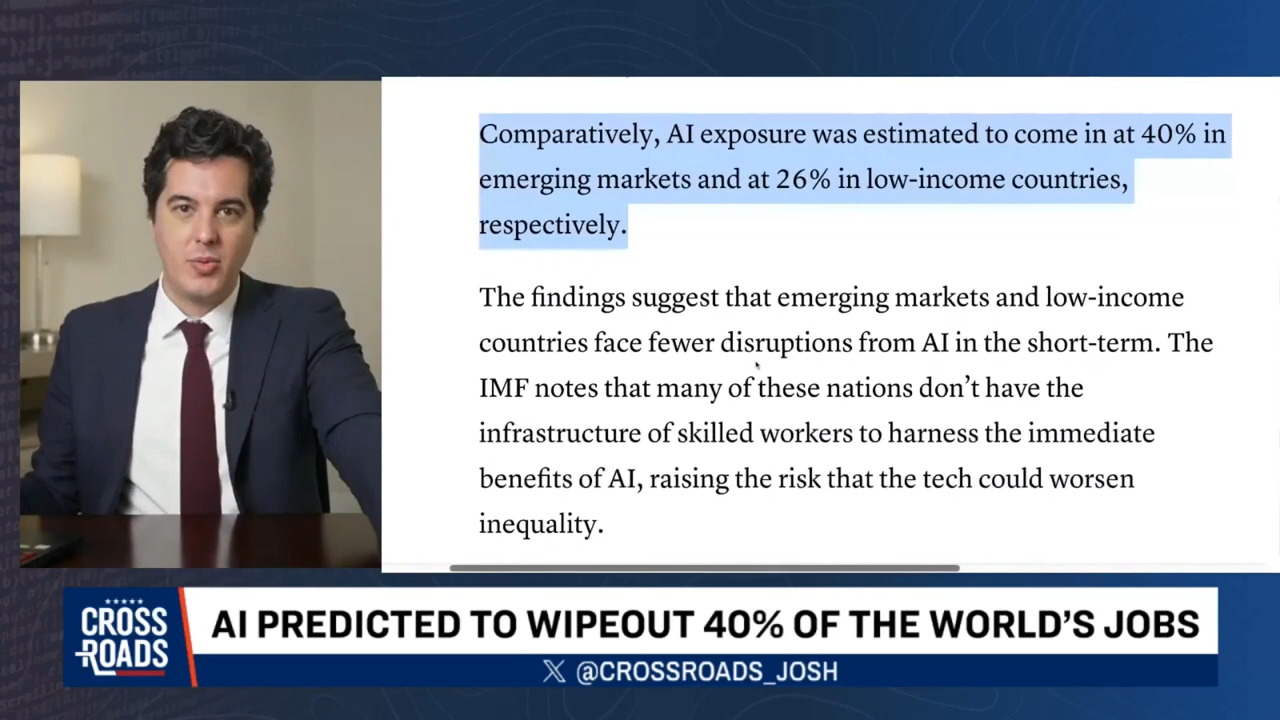 Comparatively, AI exposure was estimated to come in at 40% in
emerging markets and at 26% in low-income countries,
respectively.
The findings suggest that emerging markets and low-income
countries face fewer disruptions from AI in the short-term. The
IMF notes that many of these nations don’t have the
infrastructure of skilled workers to harness the immediate
benefits of AI, raising the risk that the tech could worsen
inequality.
CROSS
ROADS
AI PREDICTED TO WIPEOUT 40% OF THE WORLD’S JOBS
X @CROSSROADS_JOSH